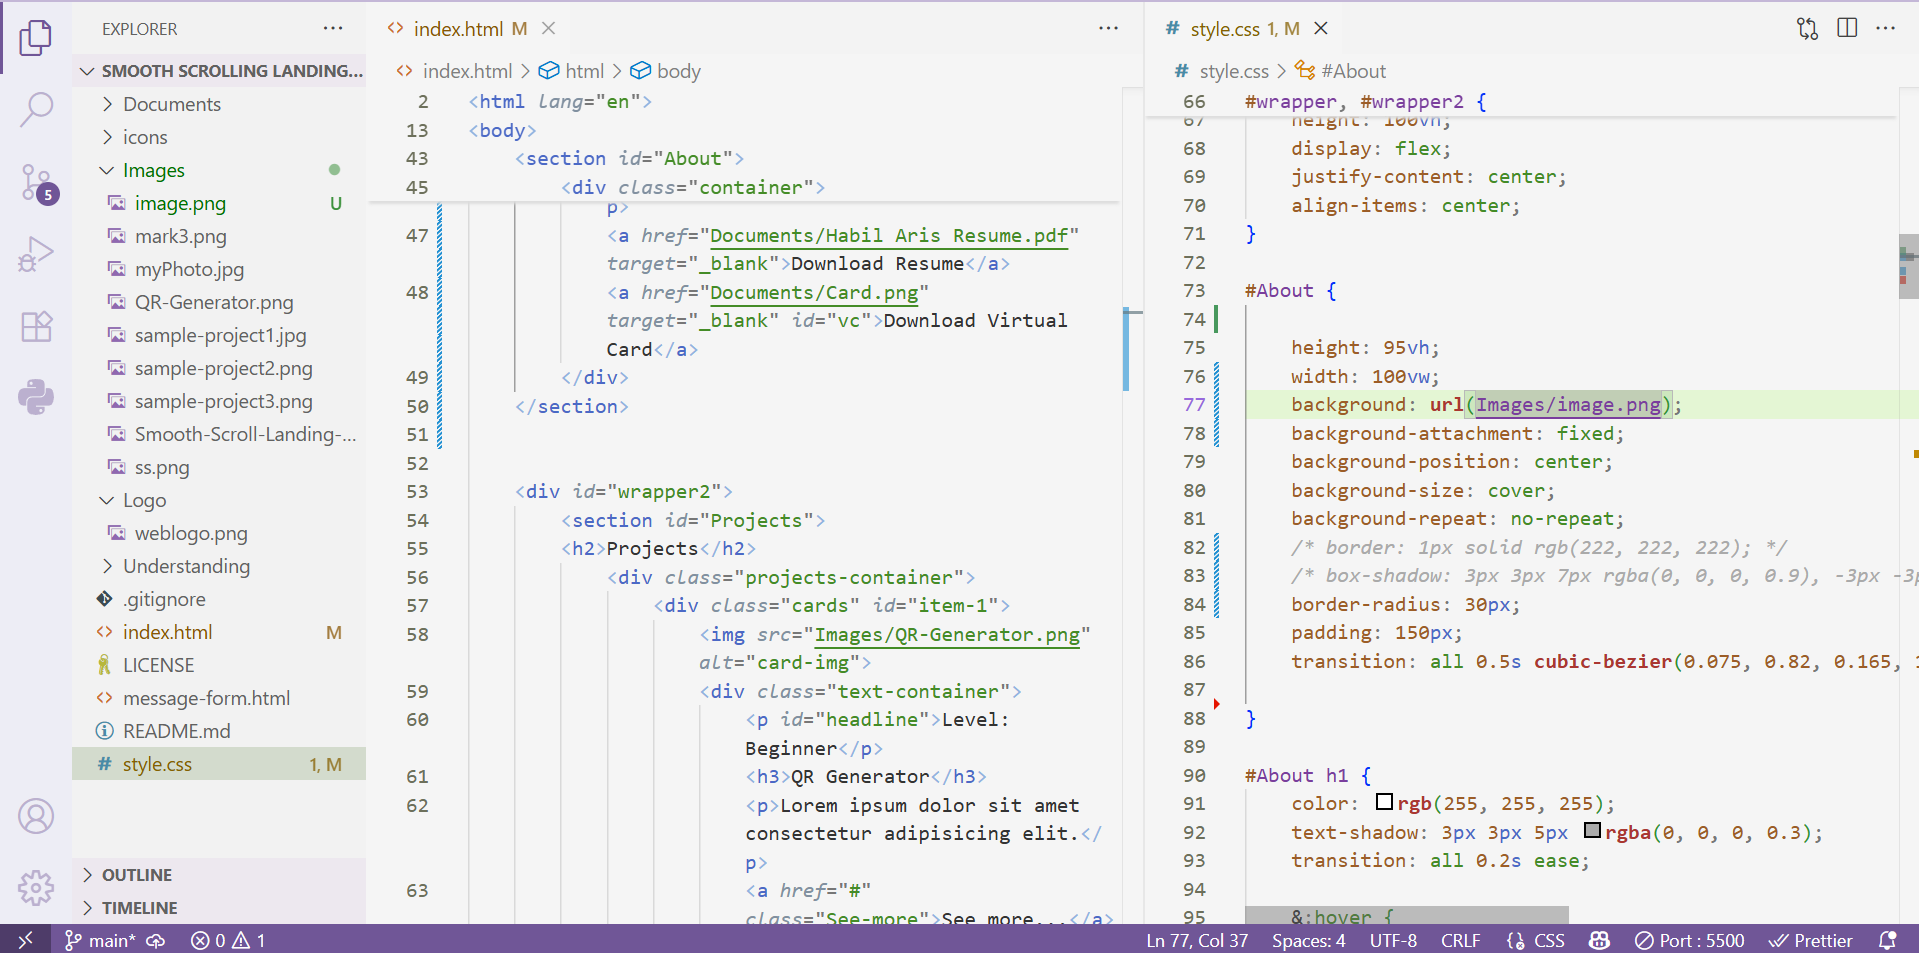 EXPLORER
SMOOTH SCROLLING LANDING...
Documents
icons
Images
image.png U
mark3.png
myPhoto.jpg
QR-Generator.png
sample-project1.jpg
sample-project2.png
sample-project3.png
Smooth-Scroll-Landing-...
ss.png
Logo
weblogo.png
Understanding
.gitignore
index.html M
LICENSE
message-form.html
README.md
style.css 1, M
OUTLINE
TIMELINE
5
index.html M
index.html > html > body
2 <html lang="en">
13 <body>
43 <section id="About">
45 <div class="container">
p>
47 <a href="Documents/Habil Aris Resume.pdf"
target="_blank">Download Resume</a>
48 <a href="Documents/Card.png"
target="_blank" id="vc">Download Virtual
Card</a>
49 </div>
50 </section>
51
52
53 <div id="wrapper2">
54 <section id="Projects">
55 <h2>Projects</h2>
56 <div class="projects-container">
57 <div class="cards" id="item-1">
58 <img src="Images/QR-Generator.png"
alt="card-img">
59 <div class="text-container">
60 <p id="headline">Level:
Beginner</p>
61 <h3>QR Generator</h3>
62 <p>Lorem ipsum dolor sit amet
consectetur adipisicing elit.</
p>
63 <a href="#"
class="See-more">See more...</a>
# style.css 1, M
# style.css > #About
66 #wrapper, #wrapper2 {
67 height: 100vh;
68 display: flex;
69 justify-content: center;
70 align-items: center;
71 }
72
73 #About {
74
75 height: 95vh;
76 width: 100vw;
77 background: url(Images/image.png);
78 background-attachment: fixed;
79 background-position: center;
80 background-size: cover;
81 background-repeat: no-repeat;
82 /* border: 1px solid rgb(222, 222, 222); */
83 /* box-shadow: 3px 3px 7px rgba(0, 0, 0, 0.9), -3px -3p
84 border-radius: 30px;
85 padding: 150px;
86 transition: all 0.5s cubic-bezier(0.075, 0.82, 0.165, 1
87
88 }
89
90 #About h1 {
91 color: rgb(255, 255, 255);
92 text-shadow: 3px 3px 5px rgba(0, 0, 0, 0.3);
93 transition: all 0.2s ease;
94
95 &:hover {
main* 0 1 Ln 77, Col 37 Spaces: 4 UTF-8 CRLF CSS Port : 5500 Prettier